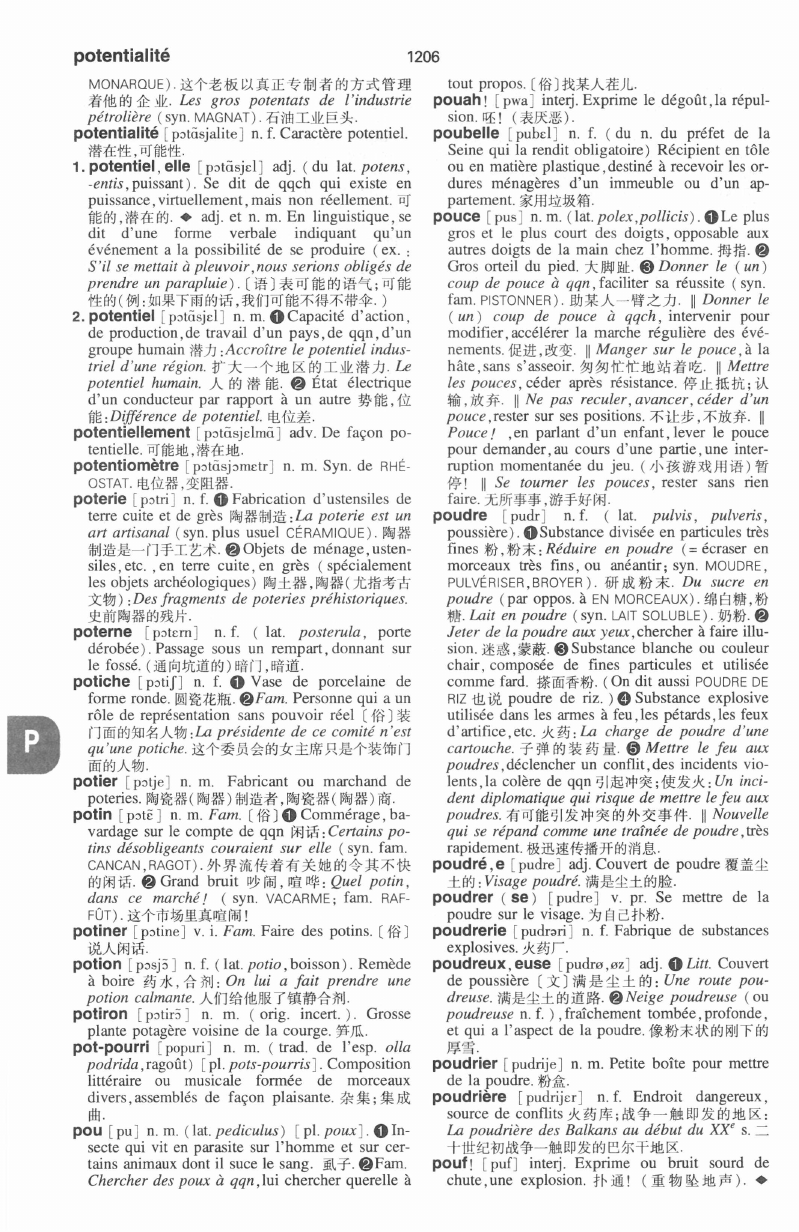 potentialité
1206
MONARQUE). 这个老板以真正专制者的方式管理
着他的企业. Les gros potentats de l'industrie
pétrolière (syn. MAGNAT). 石油工业巨头.
potentialité [pɔtɑ̃sjalite] n. f. Caractère potentiel.
潜在性,可能性.
1. potentiel, elle [pɔtɑ̃sjɛl] adj. (du lat. potens,
-entis, puissant). Se dit de qqch qui existe en
puissance, virtuellement, mais non réellement. 可
能的,潜在的. ◆ adj. et n. m. En linguistique, se
dit d'une forme verbale indiquant qu'un
événement a la possibilité de se produire (ex. :
S'il se mettait à pleuvoir, nous serions obligés de
prendre un parapluie). 〔语〕表可能的语气;可能
性的(例:如果下雨的话,我们可能不得不带伞.)
2. potentiel [pɔtɑ̃sjɛl] n. m. ❶ Capacité d'action,
de production, de travail d'un pays, de qqn, d'un
groupe humain 潜力:Accroître le potentiel indus-
triel d'une région. 扩大一个地区的工业潜力. Le
potentiel humain. 人的潜能. ❷ État électrique
d'un conducteur par rapport à un autre 势能,位
能:Différence de potentiel. 电位差.
potentiellement [pɔtɑ̃sjɛlmɑ̃] adv. De façon po-
tentielle. 可能地,潜在地.
potentiomètre [pɔtɑ̃sjɔmɛtr] n. m. Syn. de RHÉ-
OSTAT. 电位器,变阻器.
poterie [pɔtri] n. f. ❶ Fabrication d'ustensiles de
terre cuite et de grès 陶器制造:La poterie est un
art artisanal (syn. plus usuel CÉRAMIQUE). 陶器
制造是一门手工艺术. ❷ Objets de ménage, usten-
siles, etc., en terre cuite, en grès (spécialement
les objets archéologiques) 陶土器,陶器(尤指考古
文物):Des fragments de poteries préhistoriques.
史前陶器的残片.
poterne [pɔtɛrn] n. f. ( lat. posterula, porte
dérobée). Passage sous un rempart, donnant sur
le fossé. (通向坑道的)暗门,暗道.
potiche [pɔtiʃ] n. f. ❶ Vase de porcelaine de
forme ronde. 圆瓷花瓶. ❷ Fam. Personne qui a un
rôle de représentation sans pouvoir réel〔俗〕装
门面的知名人物:La présidente de ce comité n'est
qu'une potiche. 这个委员会的女主席只是个装饰门
面的人物.
potier [pɔtje] n. m. Fabricant ou marchand de
poteries. 陶瓷器(陶器)制造者,陶瓷器(陶器)商.
potin [pɔtɛ̃] n. m. Fam.〔俗〕❶ Commérage, ba-
vardage sur le compte de qqn 闲话:Certains po-
tins désobligeants couraient sur elle (syn. fam.
CANCAN, RAGOT). 外界流传着有关她的令其不快
的闲话. ❷ Grand bruit 吵闹,喧哗:Quel potin,
dans ce marché! (syn. VACARME; fam. RAF-
FÛT). 这个市场里真喧闹!
potiner [pɔtine] v. i. Fam. Faire des potins.〔俗〕
说人闲话.
potion [pɔsjɔ̃] n. f. (lat. potio, boisson). Remède
à boire 药水,合剂:On lui a fait prendre une
potion calmante. 人们给他服了镇静合剂.
potiron [pɔtirɔ̃] n. m. (orig. incert.). Grosse
plante potagère voisine de la courge. 笋瓜.
pot-pourri [popuri] n. m. (trad. de l'esp. olla
podrida, ragoût) [pl. pots-pourris]. Composition
littéraire ou musicale formée de morceaux
divers, assemblés de façon plaisante. 杂集;集成
曲.
pou [pu] n. m. (lat. pediculus) [pl. poux]. ❶ In-
secte qui vit en parasite sur l'homme et sur cer-
tains animaux dont il suce le sang. 虱子. ❷ Fam.
Chercher des poux à qqn, lui chercher querelle à
tout propos.〔俗〕找某人茬儿.
pouah! [pwa] interj. Exprime le dégoût, la répul-
sion. 呸! (表厌恶).
poubelle [pubɛl] n. f. (du n. du préfet de la
Seine qui la rendit obligatoire) Récipient en tôle
ou en matière plastique, destiné à recevoir les or-
dures ménagères d'un immeuble ou d'un ap-
partement. 家用垃圾箱.
pouce [pus] n. m. (lat. polex, pollicis). ❶ Le plus
gros et le plus court des doigts, opposable aux
autres doigts de la main chez l'homme. 拇指. ❷
Gros orteil du pied. 大脚趾. ❸ Donner le (un)
coup de pouce à qqn, faciliter sa réussite (syn.
fam. PISTONNER). 助某人一臂之力. ‖ Donner le
(un) coup de pouce à qqch, intervenir pour
modifier, accélérer la marche régulière des évé-
nements. 促进,改变. ‖ Manger sur le pouce, à la
hâte, sans s'asseoir. 匆匆忙忙地站着吃. ‖ Mettre
les pouces, céder après résistance. 停止抵抗;认
输,放弃. ‖ Ne pas reculer, avancer, céder d'un
pouce, rester sur ses positions. 不让步,不放弃. ‖
Pouce! , en parlant d'un enfant, lever le pouce
pour demander, au cours d'une partie, une inter-
ruption momentanée du jeu. (小孩游戏用语)暂
停! ‖ Se tourner les pouces, rester sans rien
faire. 无所事事,游手好闲.
poudre [pudr] n. f. ( lat. pulvis, pulveris,
poussière). ❶ Substance divisée en particules très
fines 粉,粉末:Réduire en poudre (= écraser en
morceaux très fins, ou anéantir; syn. MOUDRE,
PULVÉRISER, BROYER). 研成粉末. Du sucre en
poudre (par oppos. à EN MORCEAUX). 绵白糖,粉
糖. Lait en poudre (syn. LAIT SOLUBLE). 奶粉. ❷
Jeter de la poudre aux yeux, chercher à faire illu-
sion. 迷惑,蒙蔽. ❸ Substance blanche ou couleur
chair, composée de fines particules et utilisée
comme fard. 搽面香粉. (On dit aussi POUDRE DE
RIZ 也说 poudre de riz. ) ❹ Substance explosive
utilisée dans les armes à feu, les pétards, les feux
d'artifice, etc. 火药:La charge de poudre d'une
cartouche. 子弹的装药量. ❺ Mettre le feu aux
poudres, déclencher un conflit, des incidents vio-
lents, la colère de qqn 引起冲突;使发火:Un inci-
dent diplomatique qui risque de mettre le feu aux
poudres. 有可能引发冲突的外交事件. ‖ Nouvelle
qui se répand comme une traînée de poudre, très
rapidement. 极迅速传播开的消息.
poudré, e [pudre] adj. Couvert de poudre 覆盖尘
土的:Visage poudré. 满是尘土的脸.
poudrer (se) [pudre] v. pr. Se mettre de la
poudre sur le visage. 为自己扑粉.
poudrerie [pudrəri] n. f. Fabrique de substances
explosives. 火药厂.
poudreux, euse [pudrø, øz] adj. ❶ Litt. Couvert
de poussière〔文〕满是尘土的:Une route pou-
dreuse. 满是尘土的道路. ❷ Neige poudreuse (ou
poudreuse n. f. ), fraîchement tombée, profonde,
et qui a l'aspect de la poudre. 像粉末状的刚下的
厚雪.
poudrier [pudrije] n. m. Petite boîte pour mettre
de la poudre. 粉盒.
poudrière [pudrijɛr] n. f. Endroit dangereux,
source de conflits 火药库;战争一触即发的地区:
La poudrière des Balkans au début du XXe s. 二
十世纪初战争一触即发的巴尔干地区.
pouf! [puf] interj. Exprime ou bruit sourd de
chute, une explosion. 扑通! (重物坠地声). ◆
P